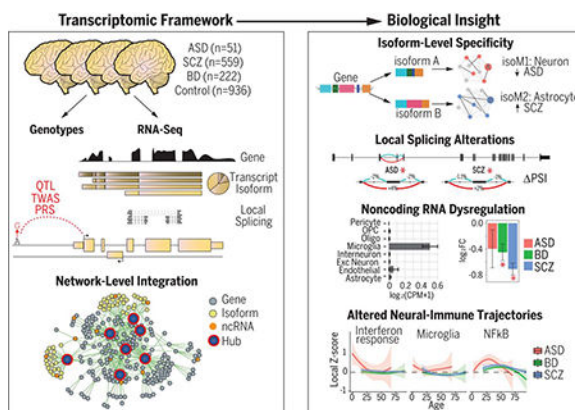 Transcriptomic Framework
Biological Insight
ASD (n=51)
SCZ (n=559)
BD (n=222)
Control (n=936)
Genotypes
RNA-Seq
Gene
Transcript
Isoform
Local
Splicing
QTL
TWAS
PRS
Network-Level Integration
Gene
Isoform
ncRNA
Hub
Isoform-Level Specificity
Gene
isoform A
isoform B
isoM1: Neuron
↓ ASD
isoM2: Astrocyte
↑ SCZ
Local Splicing Alterations
ASD
SCZ
ΔPSI
Noncoding RNA Dysregulation
Pericyte
OPC
Oligo
Microglia
Interneuron
Exc Neuron
Endothelial
Astrocyte
0.0
0.2
0.4
0.6
log₂(CPM+1)
log₂FC
0.0
-0.4
-0.8
ASD
BD
SCZ
Altered Neural-Immune Trajectories
Interferon
response
Microglia
NFkB
ASD
BD
SCZ
Local Z-score
1
0
0 25 50 75
0 25 50 75
0 25 50 75
Age